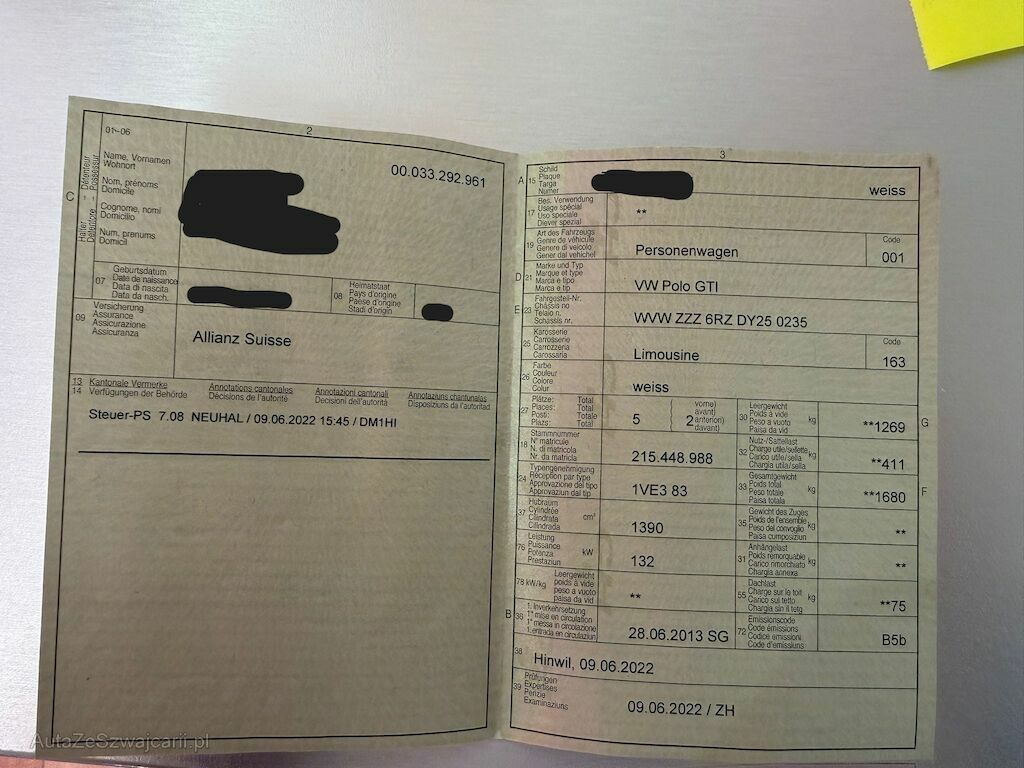 2
01-06
Halter Détenteur
Detentore - Possessur
C
Name, Vornamen
Wohnort
Nom, prénoms
Domicile
Cognome, nomi
Domicilio
Num, prenums
Domicil
00.033.292.961
07
Geburtsdatum
Date de naissance
Data di nascita
Data da nasch.
08
Heimatstaat
Pays d'origine
Paese d'origine
Stadi d'origin
09
Versicherung
Assurance
Assicurazione
Assicuranza
Allianz Suisse
13 Kantonale Vermerke Annotations cantonales Annotazioni cantonali Annotaziuns chantunalas
14 Verfügungen der Behörde Décisions de l'autorité Decisioni dell'autorità Disposiziuns da l'autoritad
Steuer-PS 7.08 NEUHAL / 09.06.2022 15:45 / DM1HI
3
A 15
Schild
Plaque
Targa
Numer
weiss
17
Bes. Verwendung
Usage spécial
Uso speciale
Diever spezial
**
19
Art des Fahrzeugs
Genre de véhicule
Genere di veicolo
Gener dal vehichel
Personenwagen
Code
001
D 21
Marke und Typ
Marque et type
Marca e tipo
Marca e tip
VW Polo GTI
E 23
Fahrgestell-Nr.
Châssis no
Telaio n.
Schassis nr.
WVW ZZZ 6RZ DY25 0235
25
Karosserie
Carrosserie
Carrozzeria
Carossaria
Limousine
Code
163
26
Farbe
Couleur
Colore
Colur
weiss
27
Plätze: Total
Places: Total
Posti: Totale
Plazs: Total
5
2
vorne)
avant)
anteriori)
davant)
30
Leergewicht
Poids à vide
Peso a vuoto
Paisa da vid
kg
**1269
G
18
Stammnummer
N° matricule
N. di matricola
Nr. da matricla
215.448.988
32
Nutz-/Sattellast
Charge utile/sellette
Carico utile/sella
Chargia utila/sella
kg
**411
24
Typengenehmigung
Réception par type
Approvazione del tipo
Approvaziun dal tip
1VE3 83
33
Gesamtgewicht
Poids total
Peso totale
Paisa totala
kg
**1680
F
37
Hubraum
Cylindrée
Cilindrata
Cilindrada
cm³
1390
35
Gewicht des Zuges
Poids de l'ensemble
Peso del convoglio
Paisa cumposiziun
kg
**
76
Leistung
Puissance
Potenza
Prestaziun
kW
132
31
Anhängelast
Poids remorquable
Carico rimorchiato
Chargia annexa
kg
**
78 kW/kg
Leergewicht
poids à vide
peso a vuoto
paisa da vid
**
55
Dachlast
Charge sur le toit
Carico sul tetto
Chargia sin il tetg
kg
**75
B 36
1. Inverkehrsetzung
1re mise en circulation
1a messa in circolazione
1. entrada en circulaziun
28.06.2013 SG
72
Emissionscode
Code émissions
Codice emissioni
Code d'emissiuns
B5b
38
Hinwil, 09.06.2022
39
Prüfungen
Expertises
Perizie
Examinaziuns
09.06.2022 / ZH
AutaZeSzwajcarii.pl